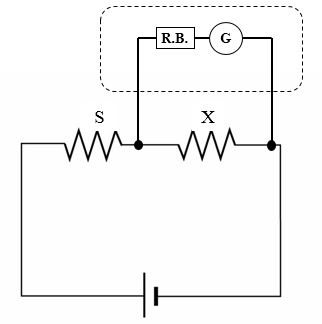 R.B. G
S X